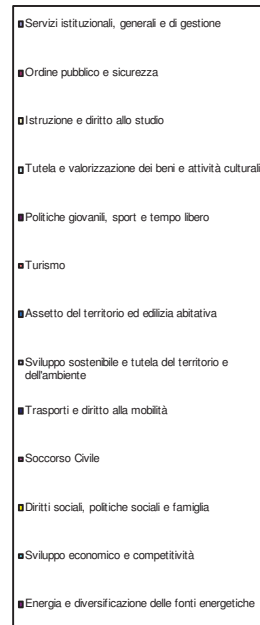 Servizi istituzionali, generali e di gestione
Ordine pubblico e sicurezza
Istruzione e diritto allo studio
Tutela e valorizzazione dei beni e attività culturali
Politiche giovanili, sport e tempo libero
Turismo
Assetto del territorio ed edilizia abitativa
Sviluppo sostenibile e tutela del territorio e
dell'ambiente
Trasporti e diritto alla mobilità
Soccorso Civile
Diritti sociali, politiche sociali e famiglia
Sviluppo economico e competitività
Energia e diversificazione delle fonti energetiche